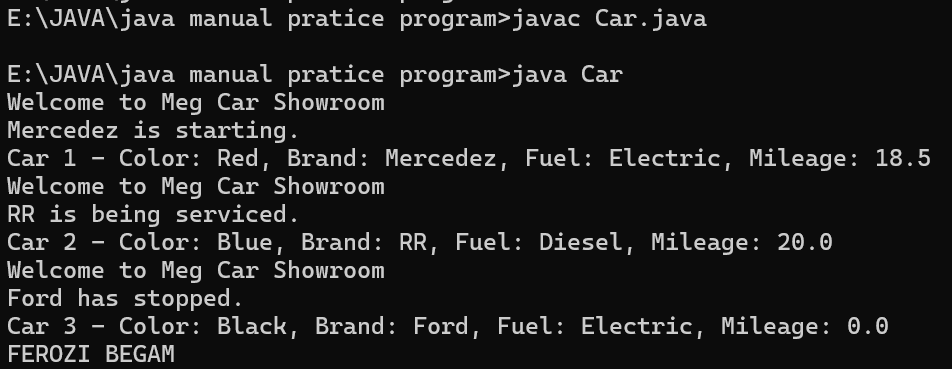 E:\JAVA\java manual pratice program>javac Car.java
E:\JAVA\java manual pratice program>java Car
Welcome to Meg Car Showroom
Mercedez is starting.
Car 1 - Color: Red, Brand: Mercedez, Fuel: Electric, Mileage: 18.5
Welcome to Meg Car Showroom
RR is being serviced.
Car 2 - Color: Blue, Brand: RR, Fuel: Diesel, Mileage: 20.0
Welcome to Meg Car Showroom
Ford has stopped.
Car 3 - Color: Black, Brand: Ford, Fuel: Electric, Mileage: 0.0
FEROZI BEGAM